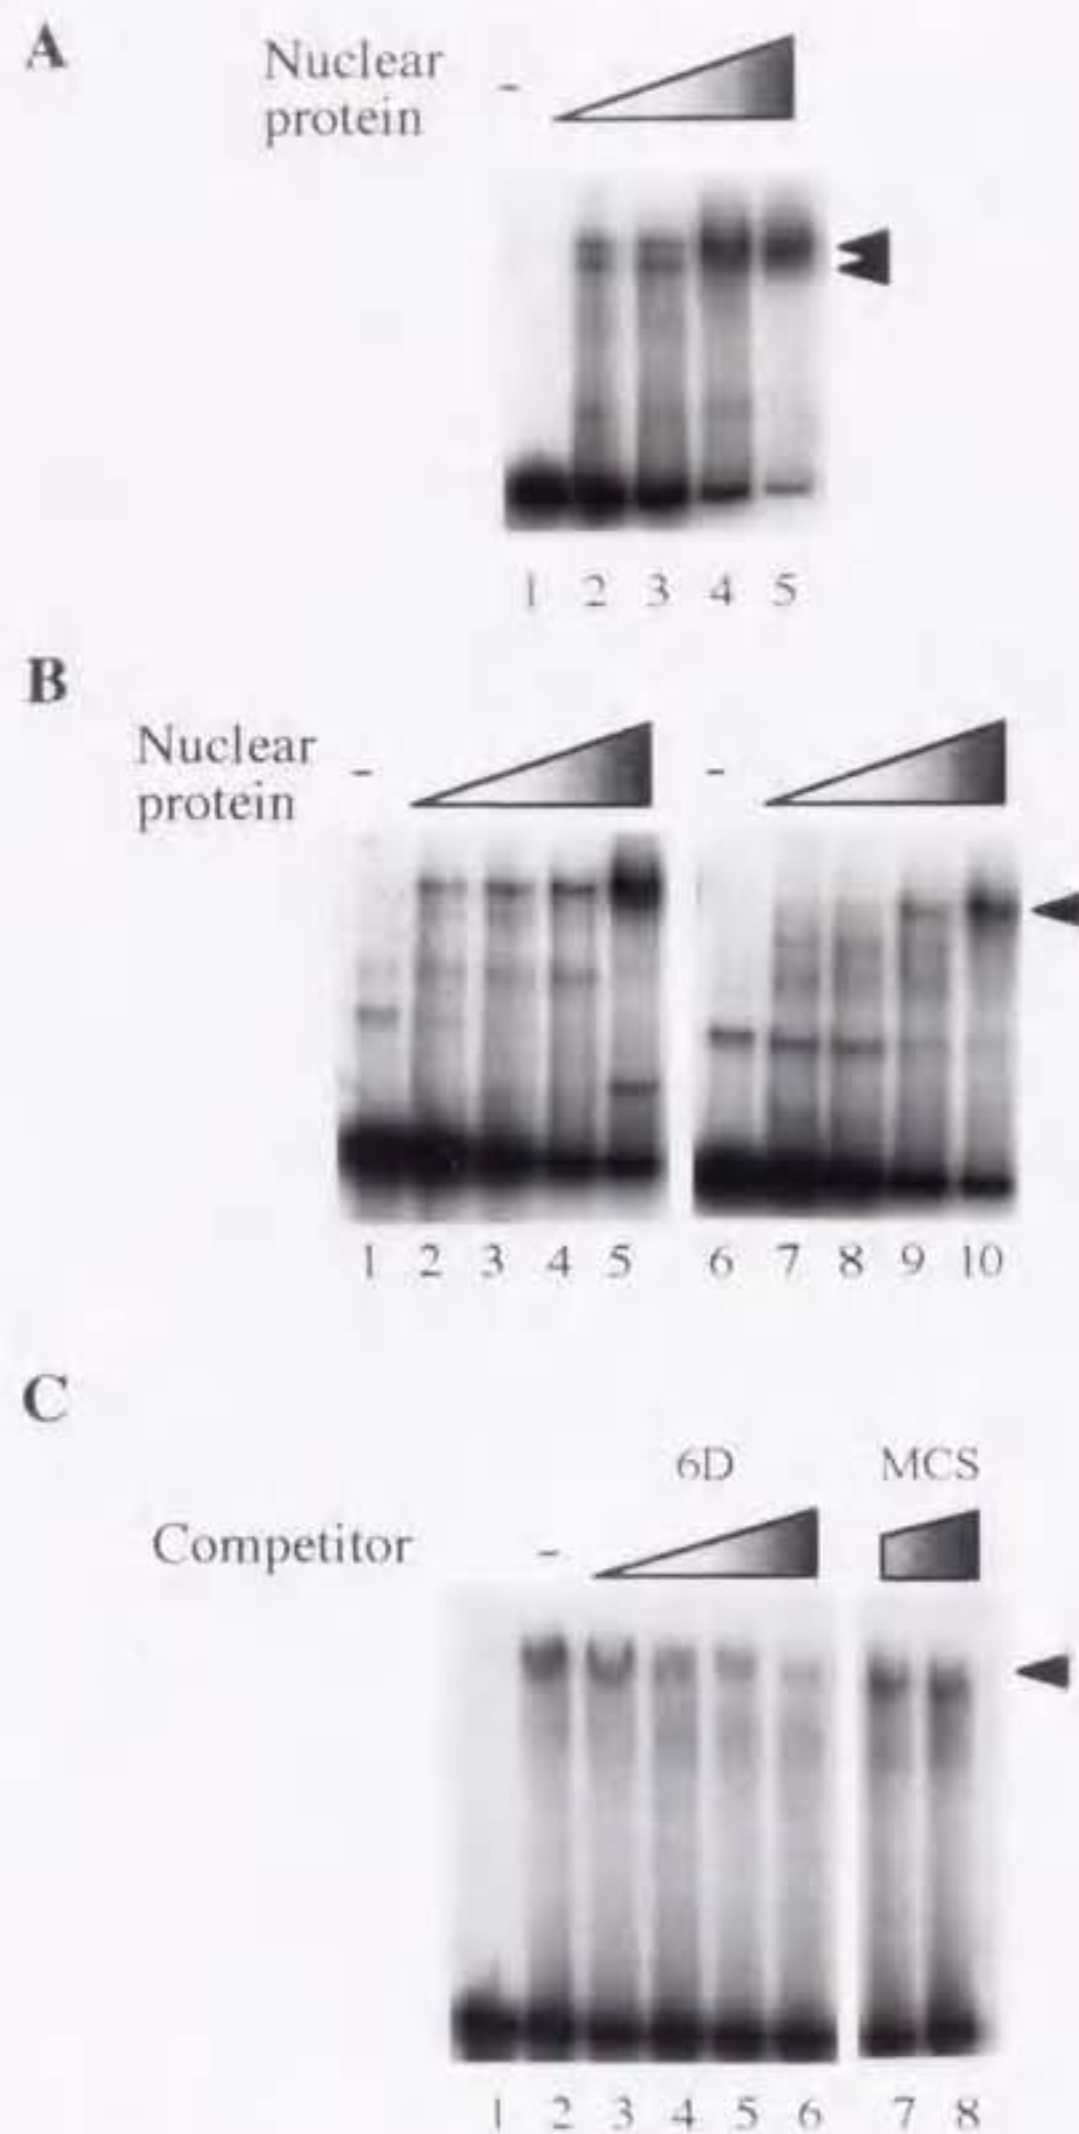 A
Nuclear
protein
-
1 2 3 4 5
B
Nuclear
protein
- -
1 2 3 4 5 6 7 8 9 10
C
6D MCS
Competitor
-
1 2 3 4 5 6 7 8